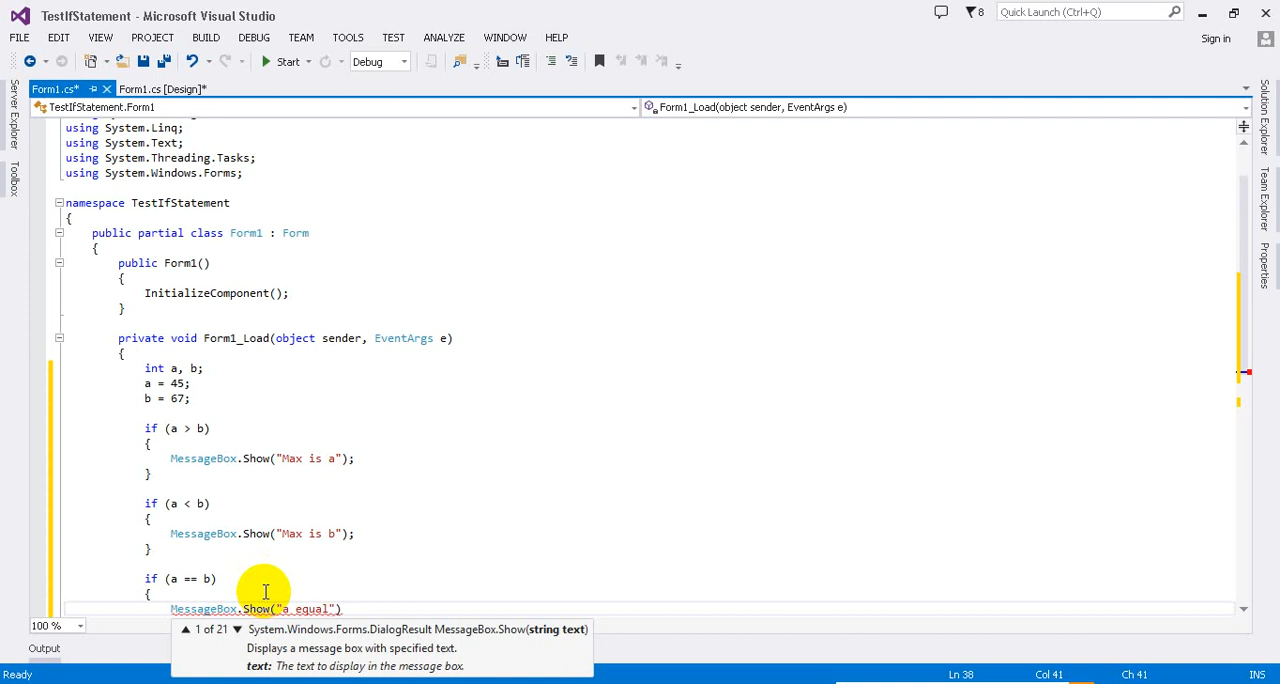 TestIfStatement - Microsoft Visual Studio
8
Quick Launch (Ctrl+Q)
FILE EDIT VIEW PROJECT BUILD DEBUG TEAM TOOLS TEST ANALYZE WINDOW HELP
Sign in
Start
Debug
Form1.cs*
Form1.cs [Design]*
TestIfStatement.Form1
Form1_Load(object sender, EventArgs e)
Server Explorer
Toolbox
Solution Explorer
Team Explorer
Properties
using System.Linq;
using System.Text;
using System.Threading.Tasks;
using System.Windows.Forms;
namespace TestIfStatement
{
public partial class Form1 : Form
{
public Form1()
{
InitializeComponent();
}
private void Form1_Load(object sender, EventArgs e)
{
int a, b;
a = 45;
b = 67;
if (a > b)
{
MessageBox.Show("Max is a");
}
if (a < b)
{
MessageBox.Show("Max is b");
}
if (a == b)
{
MessageBox.Show("a equal")
100 %
1 of 21 System.Windows.Forms.DialogResult MessageBox.Show(string text)
Displays a message box with specified text.
text: The text to display in the message box.
Output
Ready
Ln 38
Col 41
Ch 41
INS